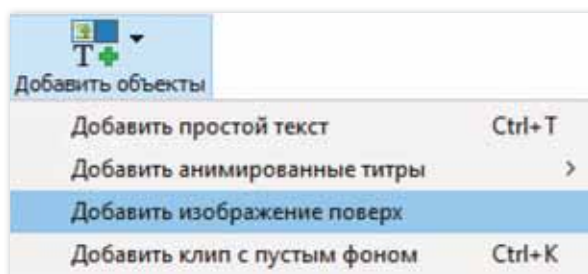 Добавить объекты
Добавить простой текст Ctrl+T
Добавить анимированные титры >
Добавить изображение поверх
Добавить клип с пустым фоном Ctrl+K